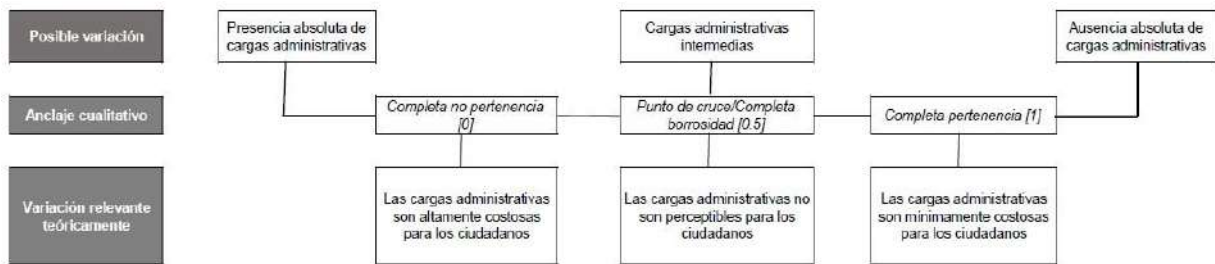 Posible variación
Presencia absoluta de
cargas administrativas
Cargas administrativas
intermedias
Ausencia absoluta de
cargas administrativas
Anclaje cualitativo
Completa no pertenencia
[0]
Punto de cruce/Completa
borrosidad [0.5]
Completa pertenencia [1]
Variación relevante
teóricamente
Las cargas administrativas
son altamente costosas
para los ciudadanos
Las cargas administrativas no
son perceptibles para los
ciudadanos
Las cargas administrativas
son mínimamente costosas
para los ciudadanos